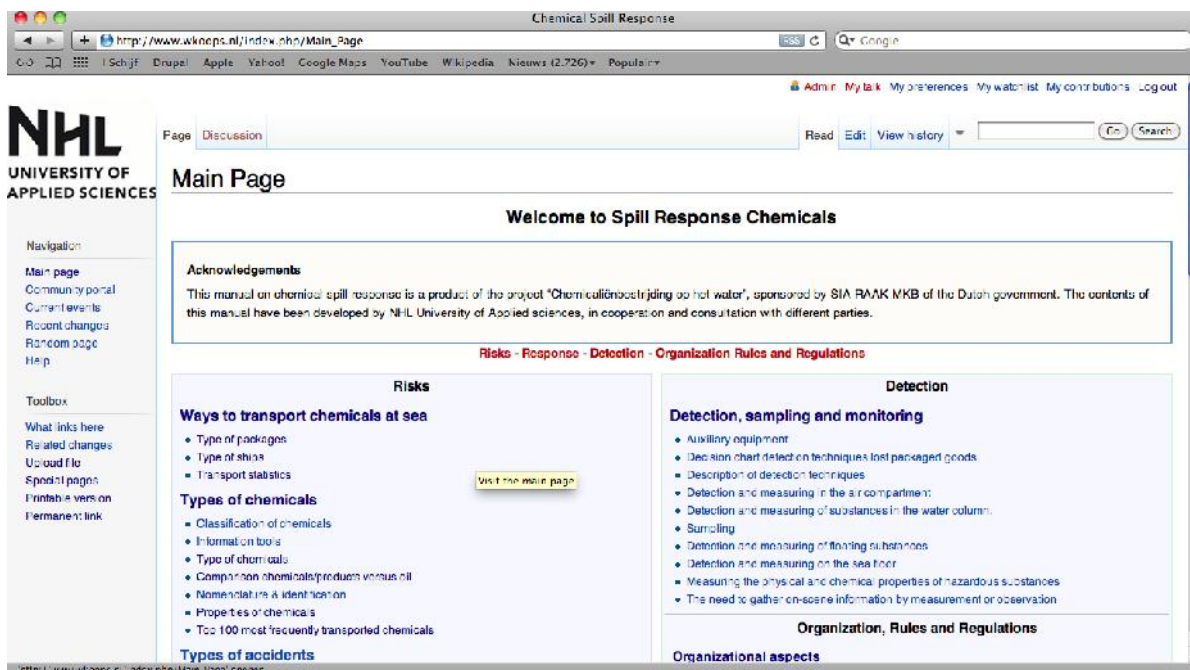 Chemical Spill Response
http://www.wkoops.nl/index.php/Main_Page
RSS
Google
Drupal Apple Yahoo! Google Maps YouTube Wikipedia Nieuws (2.726) Populair
Admin My talk My preferences My watchlist My contributions Log out
NHL
UNIVERSITY OF
APPLIED SCIENCES
Page Discussion
Read Edit View history
Go Search
Main Page
Welcome to Spill Response Chemicals
Navigation
Main page
Community portal
Current events
Recent changes
Random page
Help
Toolbox
What links here
Related changes
Upload file
Special pages
Printable version
Permanent link
Acknowledgements
This manual on chemical spill response is a product of the project "Chemicaliënbestrijding op het water", sponsored by SIA RAAK MKB of the Dutch government. The contents of
this manual have been developed by NHL University of Applied sciences, in cooperation and consultation with different parties.
Risks - Response - Detection - Organization Rules and Regulations
Risks
Ways to transport chemicals at sea
Type of packages
Type of ships
Transport statistics
Visit the main page
Types of chemicals
Classification of chemicals
Information tools
Type of chemicals
Comparison chemicals/products versus oil
Nomenclature & identification
Properties of chemicals
Top 100 most frequently transported chemicals
Types of accidents
Detection
Detection, sampling and monitoring
Auxiliary equipment
Decision chart detection techniques lost packaged goods
Description of detection techniques
Detection and measuring in the air compartment
Detection and measuring of substances in the water column.
Sampling
Detection and measuring of floating substances
Detection and measuring on the sea floor
Measuring the physical and chemical properties of hazardous substances
The need to gather on-scene information by measurement or observation
Organization, Rules and Regulations
Organizational aspects